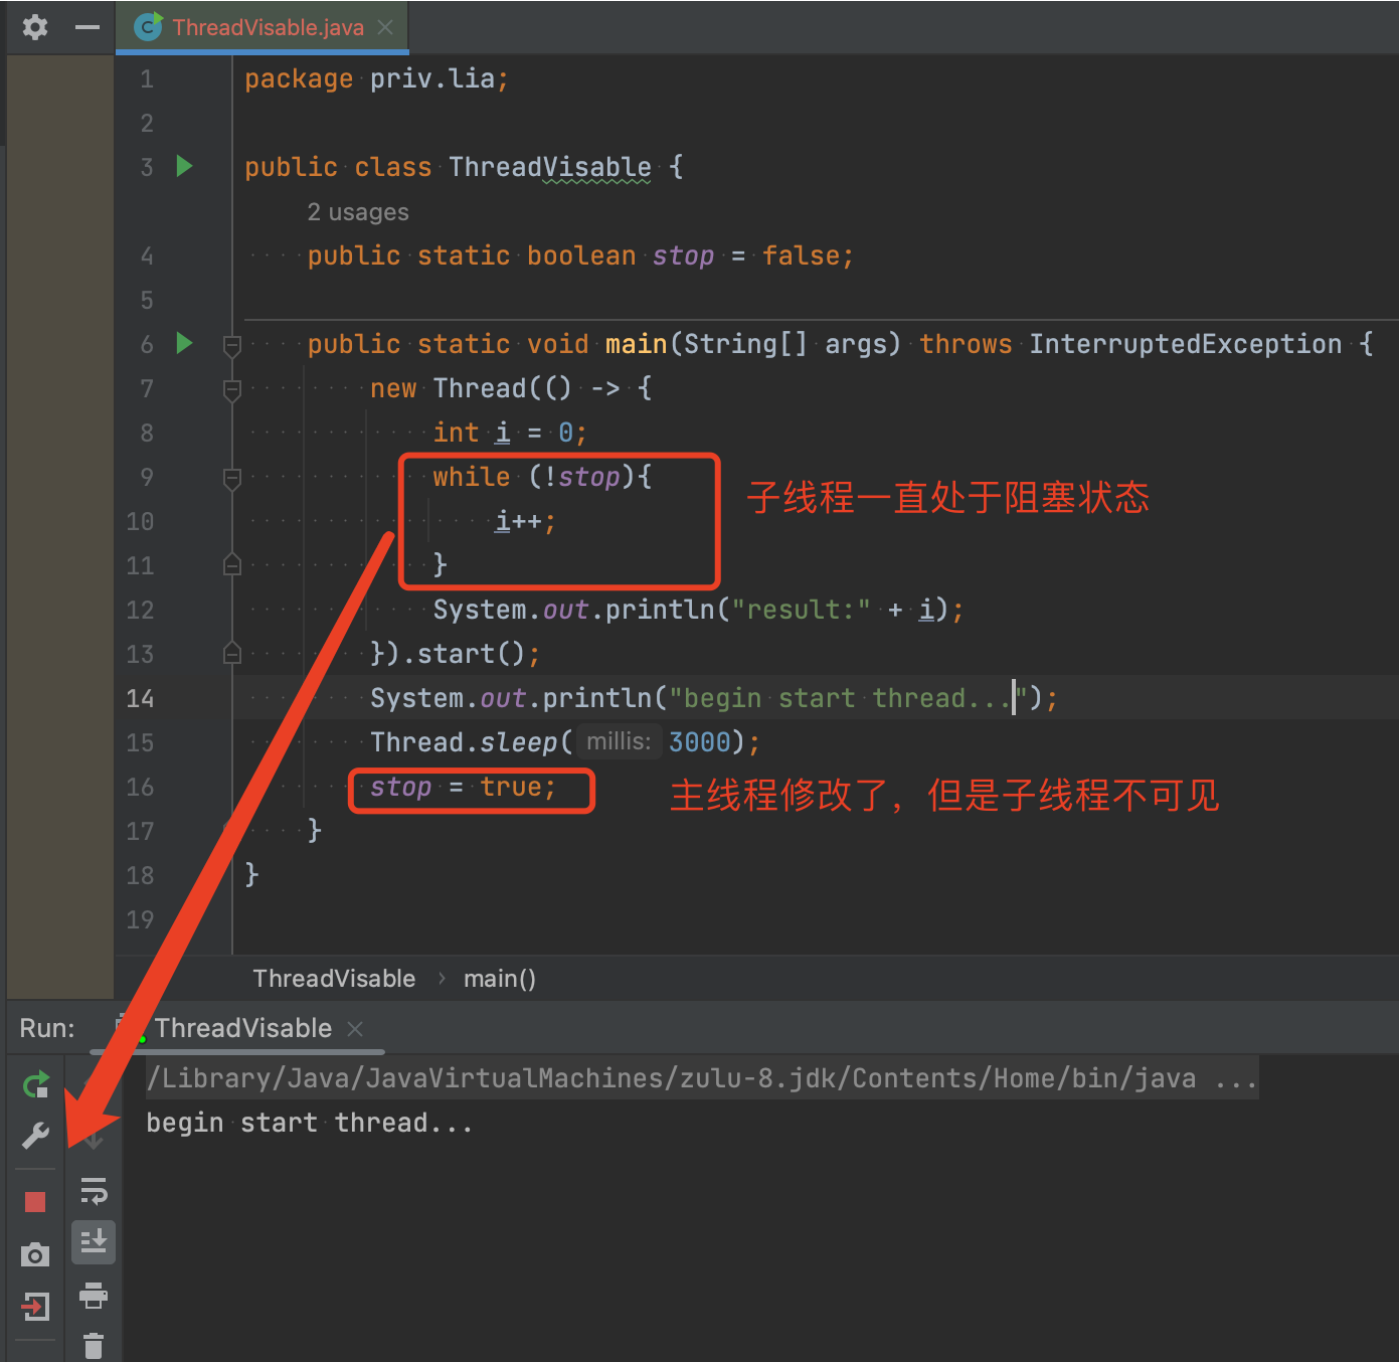 ThreadVisable.java
1 package priv.lia;
2
3 public class ThreadVisable {
2 usages
4 public static boolean stop = false;
5
6 public static void main(String[] args) throws InterruptedException {
7 new Thread(() -> {
8 int i = 0;
9 while (!stop){
子线程一直处于阻塞状态
10 i++;
11 }
12 System.out.println("result:" + i);
13 }).start();
14 System.out.println("begin start thread...");
15 Thread.sleep( millis: 3000);
16 stop = true;
主线程修改了，但是子线程不可见
17 }
18 }
19
ThreadVisable › main()
Run: ThreadVisable
/Library/Java/JavaVirtualMachines/zulu-8.jdk/Contents/Home/bin/java ...
begin start thread...